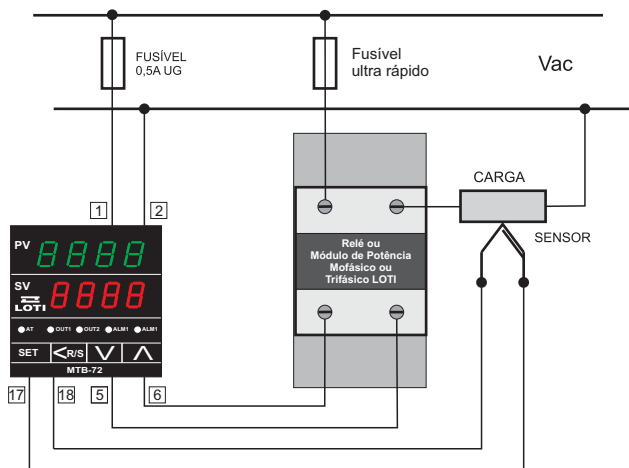 FUSÍVEL
0,5A UG
Fusível
ultra rápido
Vac
1
2
CARGA
SENSOR
PV
8888
SV
LOTI
8888
AT
OUT1
OUT2
ALM1
ALM1
SET
<R/S
MTB-72
Relé ou
Módulo de Potência
Mofásico ou
Trifásico LOTI
17
18
5
6